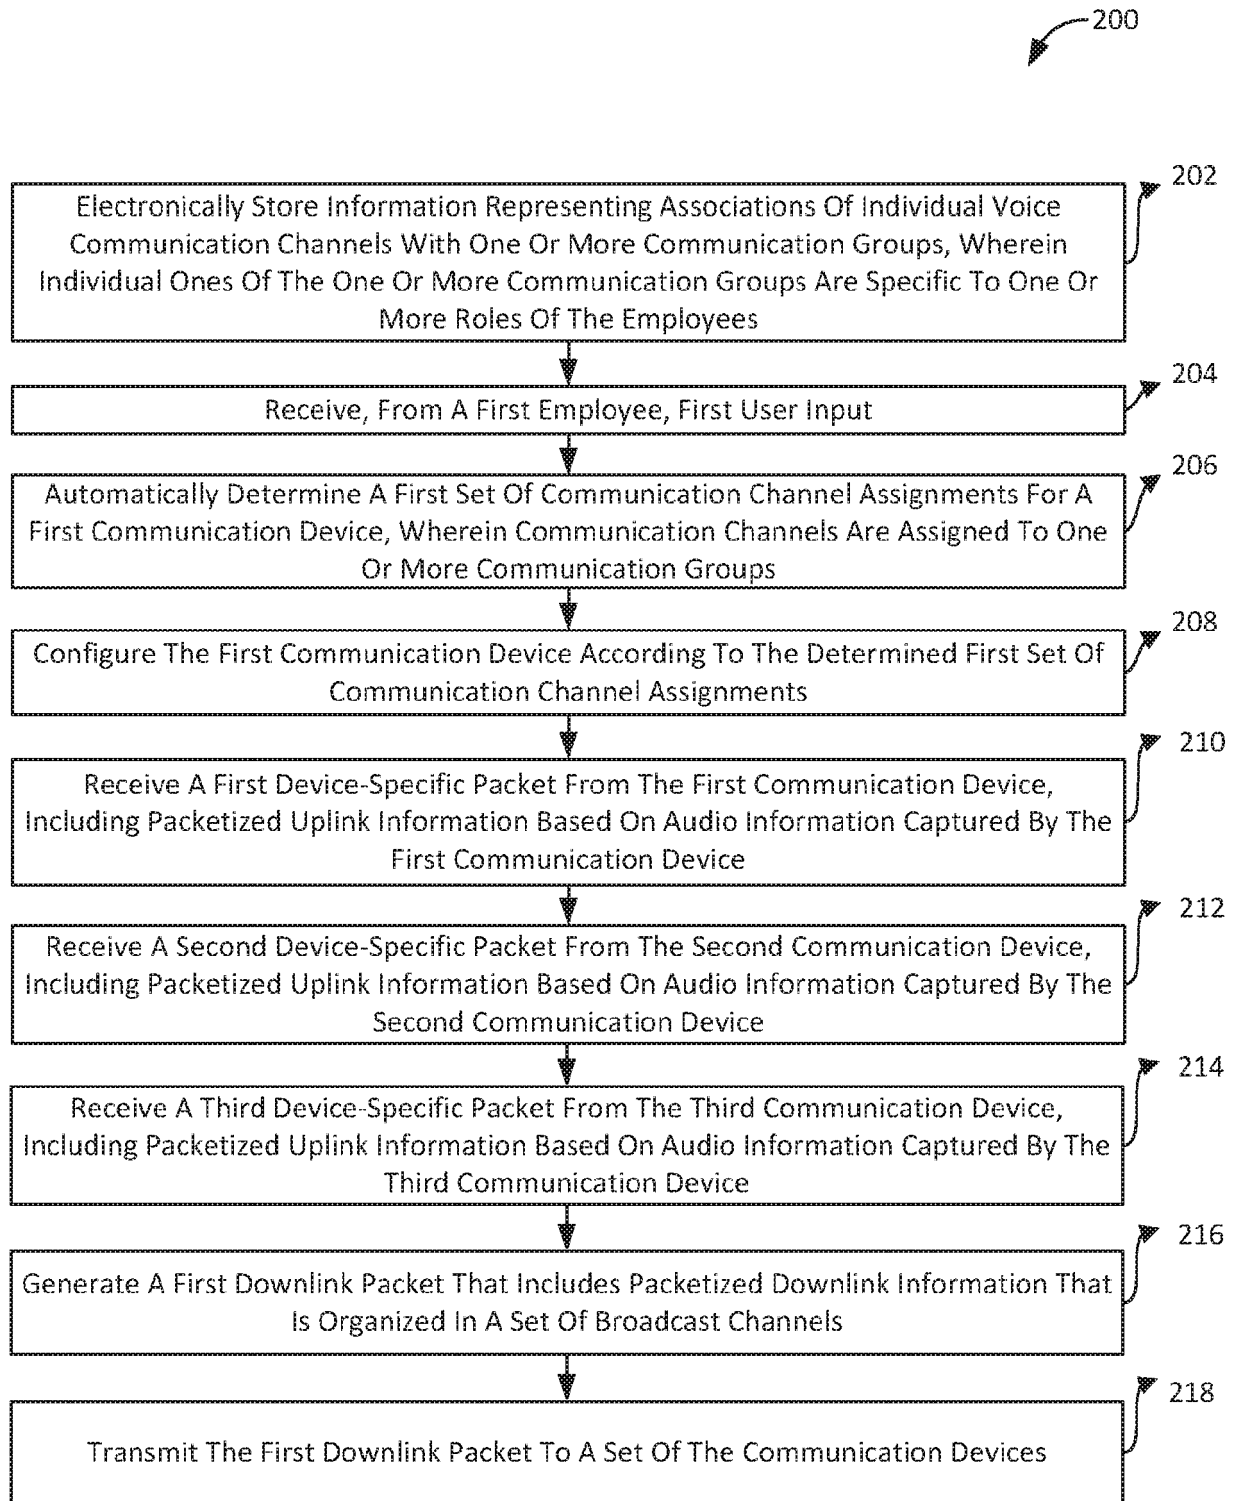 200
202
Electronically Store Information Representing Associations Of Individual Voice
Communication Channels With One Or More Communication Groups, Wherein
Individual Ones Of The One Or More Communication Groups Are Specific To One Or
More Roles Of The Employees
204
Receive, From A First Employee, First User Input
206
Automatically Determine A First Set Of Communication Channel Assignments For A
First Communication Device, Wherein Communication Channels Are Assigned To One
Or More Communication Groups
208
Configure The First Communication Device According To The Determined First Set Of
Communication Channel Assignments
210
Receive A First Device-Specific Packet From The First Communication Device,
Including Packetized Uplink Information Based On Audio Information Captured By The
First Communication Device
212
Receive A Second Device-Specific Packet From The Second Communication Device,
Including Packetized Uplink Information Based On Audio Information Captured By The
Second Communication Device
214
Receive A Third Device-Specific Packet From The Third Communication Device,
Including Packetized Uplink Information Based On Audio Information Captured By The
Third Communication Device
216
Generate A First Downlink Packet That Includes Packetized Downlink Information That
Is Organized In A Set Of Broadcast Channels
218
Transmit The First Downlink Packet To A Set Of The Communication Devices